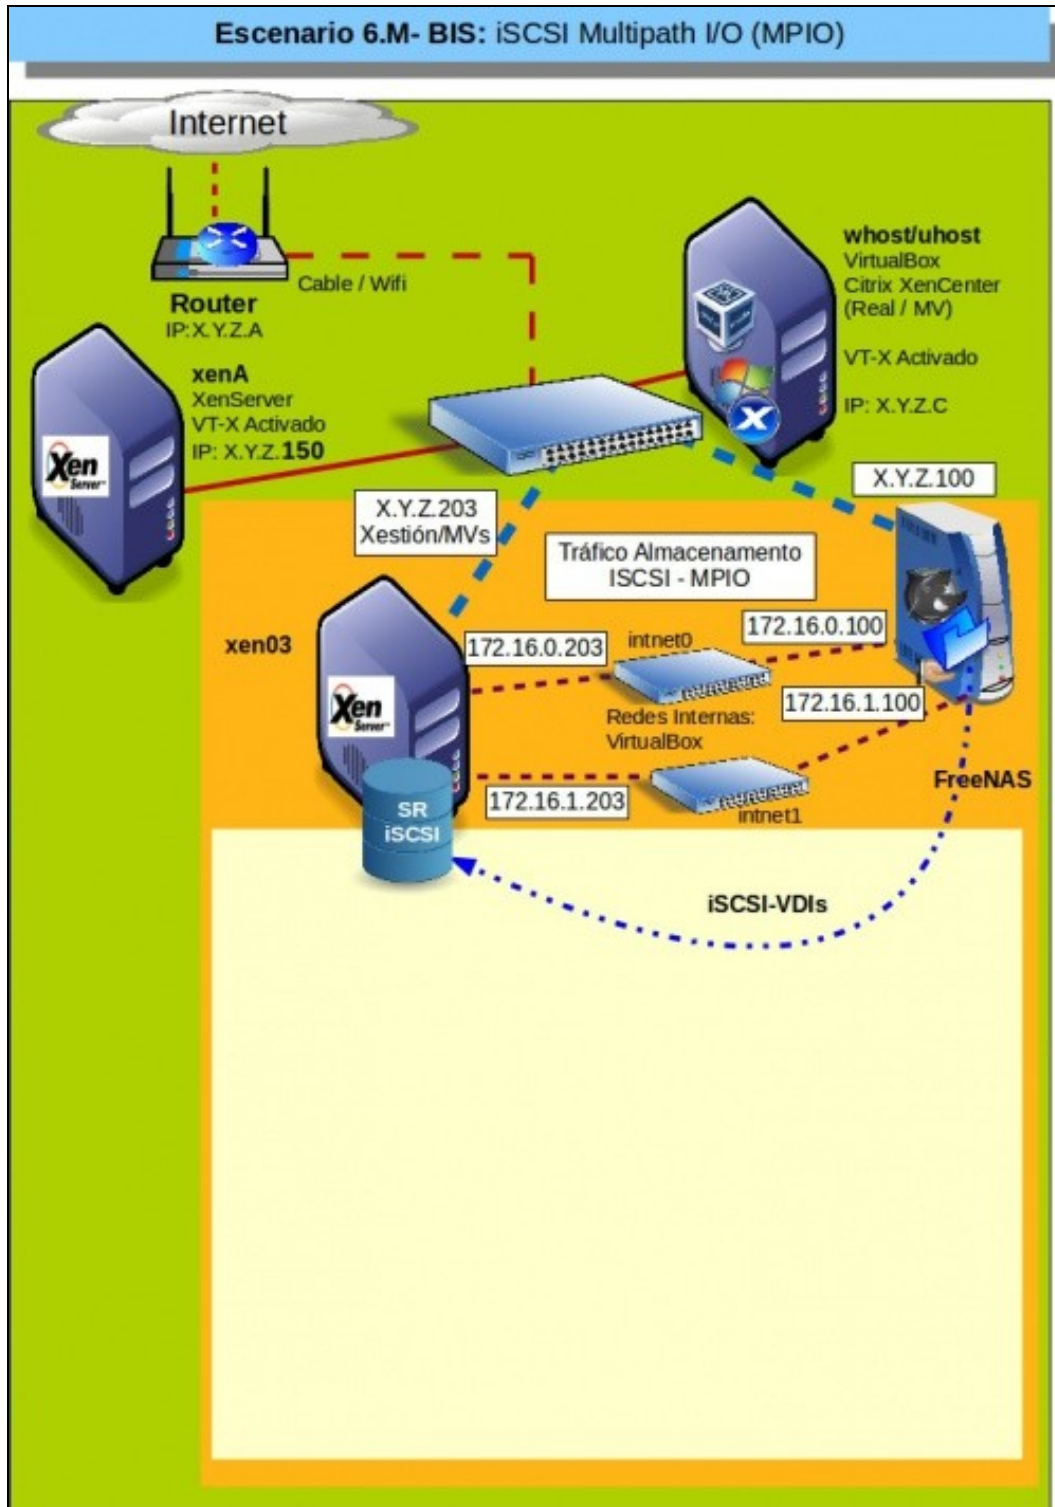 Escenario 6.M- BIS: iSCSI Multipath I/O (MPIO)
Internet
Cable / Wifi
Router
IP:X.Y.Z.A
whost/uhost
VirtualBox
Citrix XenCenter
(Real / MV)
VT-X Activado
IP: X.Y.Z.C
xenA
XenServer
VT-X Activado
IP: X.Y.Z.150
Xen
Server
X.Y.Z.100
X.Y.Z.203
Xestión/MVs
Tráfico Almacenamento
ISCSI - MPIO
xen03
172.16.0.203
intnet0
172.16.0.100
Xen
Server
172.16.1.100
Redes Internas:
VirtualBox
FreeNAS
172.16.1.203
intnet1
SR
iSCSI
iSCSI-VDIs